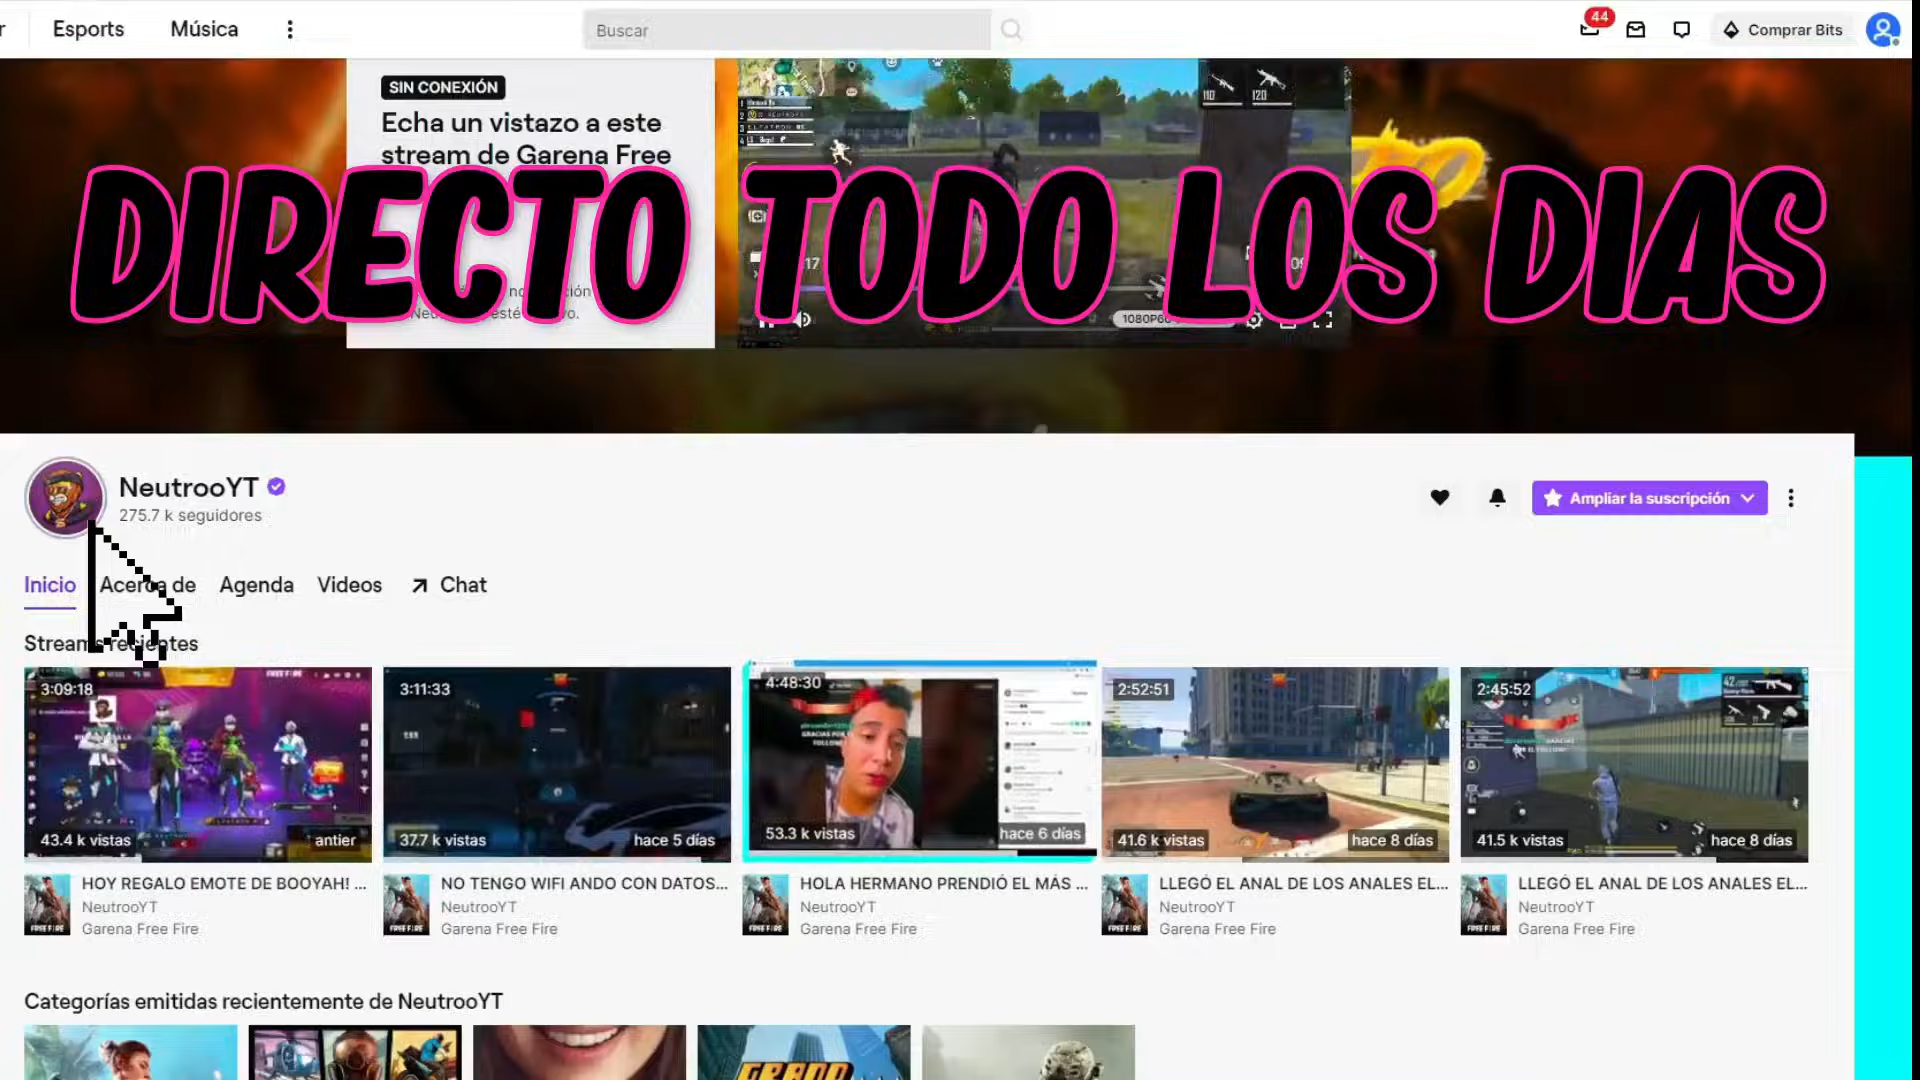 Esports
Música
Buscar
44
Comprar Bits
SIN CONEXIÓN
Echa un vistazo a este
stream de Garena Free
DIRECTO TODO LOS DIAS
1080P60
110
120
NeutrooYT
275.7 k seguidores
Ampliar la suscripción
Inicio
Acerca de
Agenda
Videos
Chat
Streams recientes
3:09:18
43.4 k vistas
antier
3:11:33
37.7 k vistas
hace 5 días
4:48:30
53.3 k vistas
hace 6 días
2:52:51
41.6 k vistas
hace 8 días
2:45:52
41.5 k vistas
hace 8 días
HOY REGALO EMOTE DE BOOYAH! ...
NeutrooYT
Garena Free Fire
NO TENGO WIFI ANDO CON DATOS...
NeutrooYT
Garena Free Fire
HOLA HERMANO PRENDIÓ EL MÁS ...
NeutrooYT
Garena Free Fire
LLEGÓ EL ANAL DE LOS ANALES EL...
NeutrooYT
Garena Free Fire
LLEGÓ EL ANAL DE LOS ANALES EL...
NeutrooYT
Garena Free Fire
Categorías emitidas recientemente de NeutrooYT
GRAND